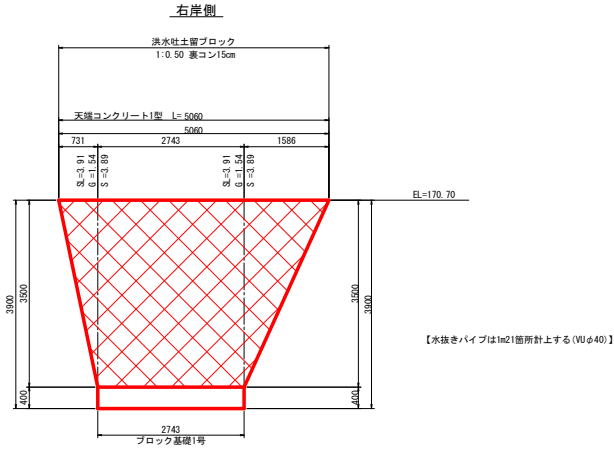 右岸側
洪水吐土留ブロック
1:0.50 裏コン15cm
天端コンクリート1型 L= 5060
5060
731
2743
1586
SL=3.91
G =1.54
S =3.89
SL=3.91
G =1.54
S =3.89
EL=170.70
3900
3500
3500
3900
【水抜きパイプは1m21箇所計上する(VUφ40)】
400
400
2743
ブロック基礎1号